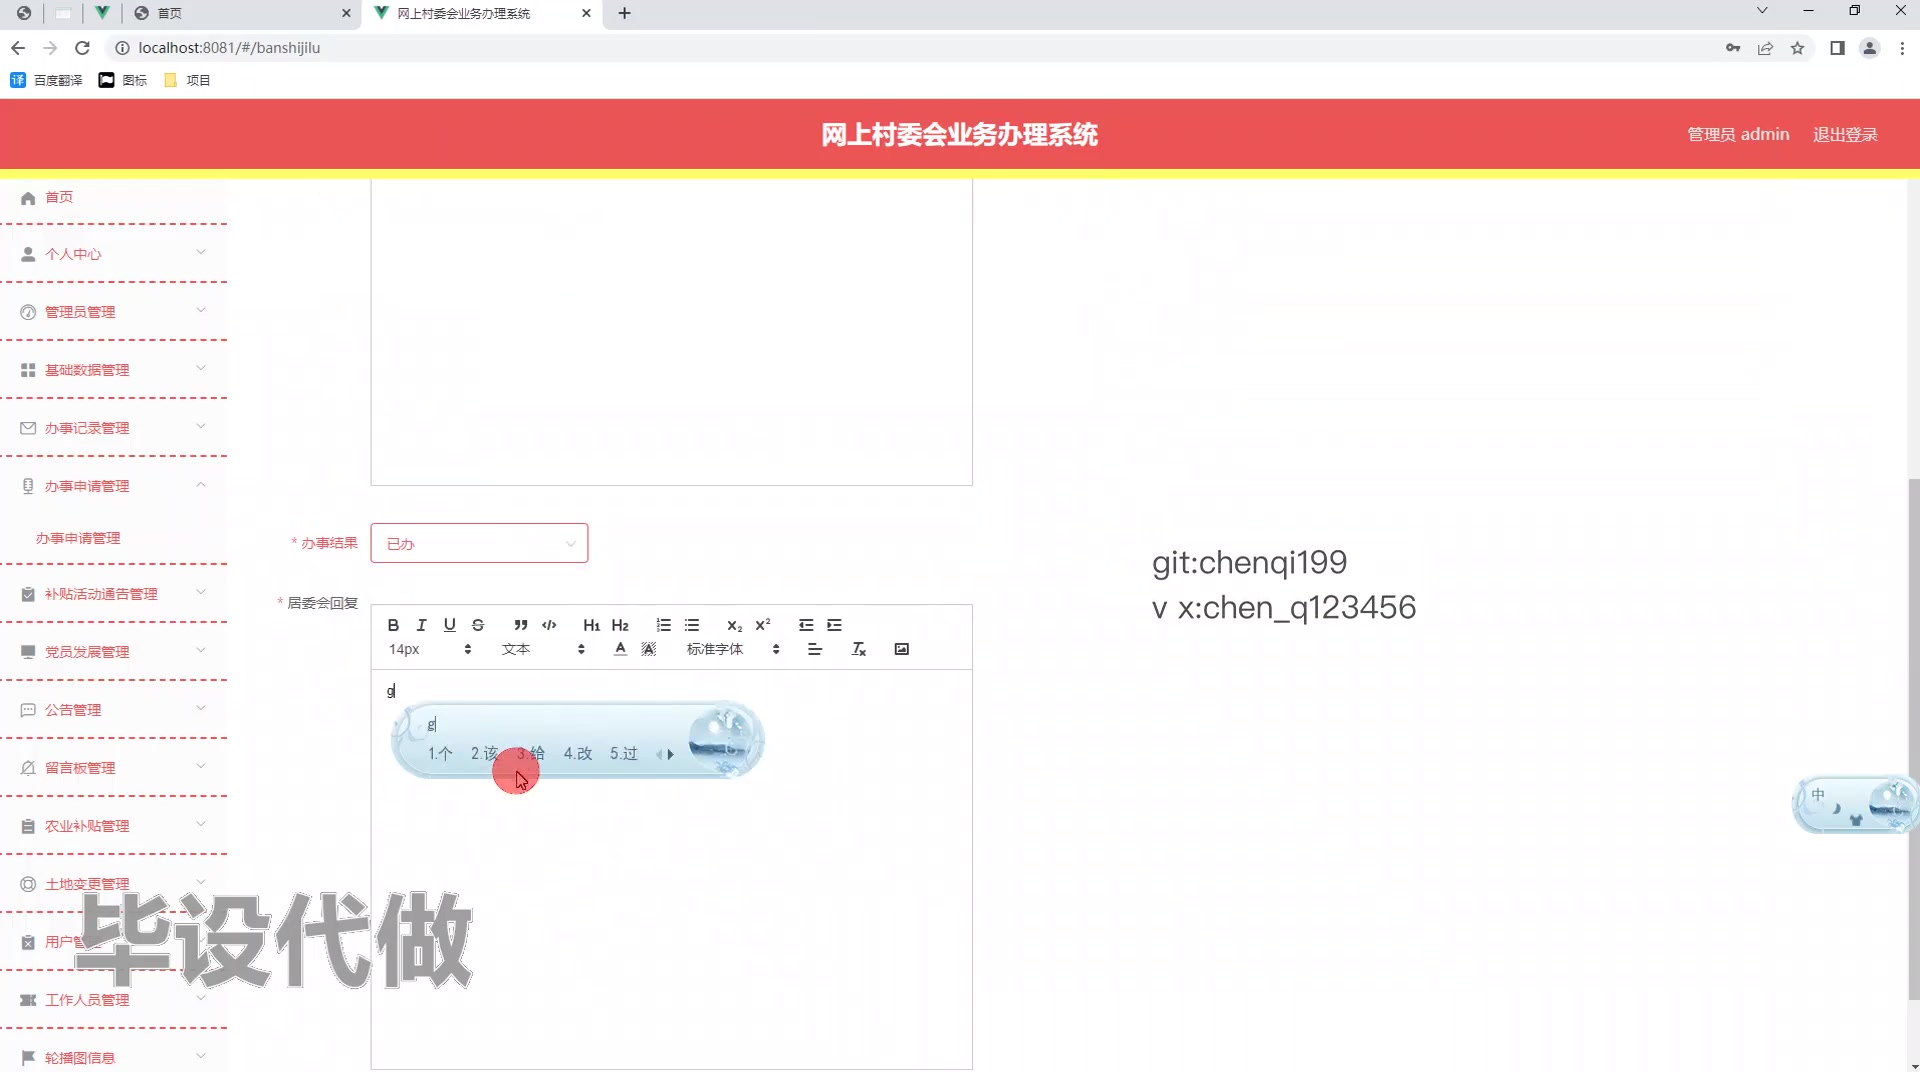 首页
网上村委会业务办理系统
localhost:8081/#/banshijilu
百度翻译
图标
项目
网上村委会业务办理系统
管理员 admin
退出登录
首页
个人中心
管理员管理
基础数据管理
办事记录管理
办事申请管理
办事申请管理
补贴活动通告管理
党员发展管理
公告管理
留言板管理
农业补贴管理
土地变更管理
用户管理
工作人员管理
轮播图信息
* 办事结果
已办
* 居委会回复
B I U S H1 H2 X₂ X²
14px
文本
标准字体
g
g
1.个 2.该 3.给 4.改 5.过
git:chenqi199
v x:chen_q123456
中
毕设代做